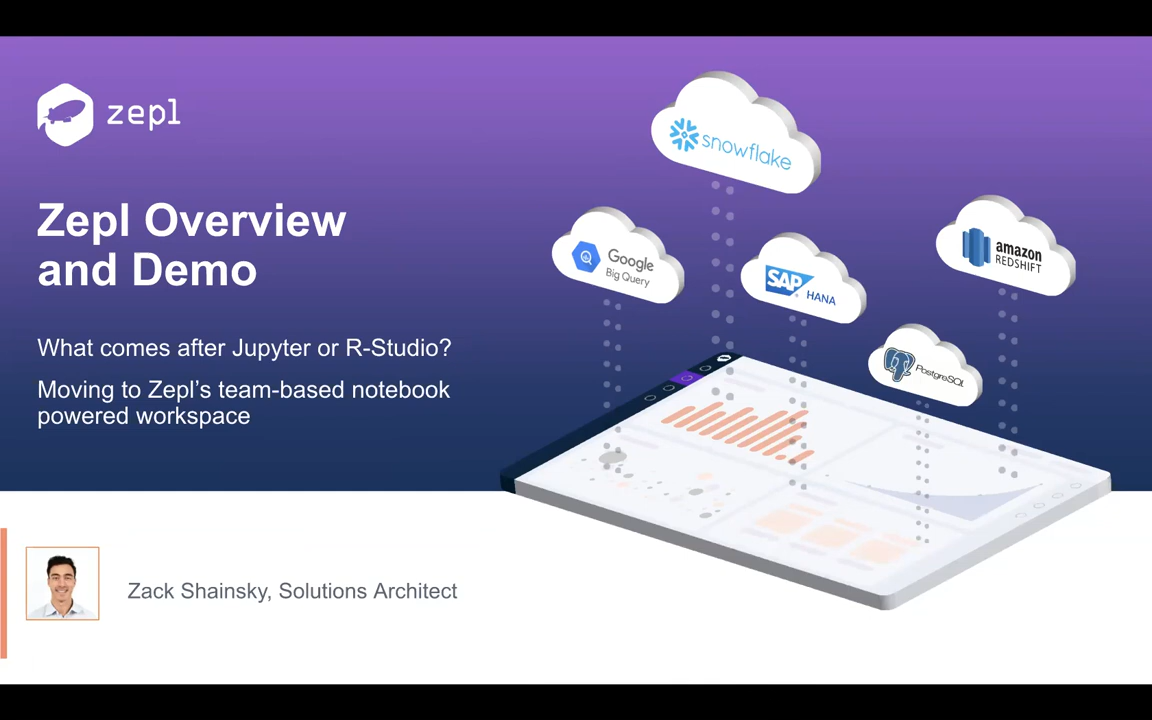 zepl
Zepl Overview
and Demo
What comes after Jupyter or R-Studio?
Moving to Zepl’s team-based notebook
powered workspace
snowflake
Google
Big Query
SAP
HANA
amazon
REDSHIFT
PostgreSQL
Zack Shainsky, Solutions Architect